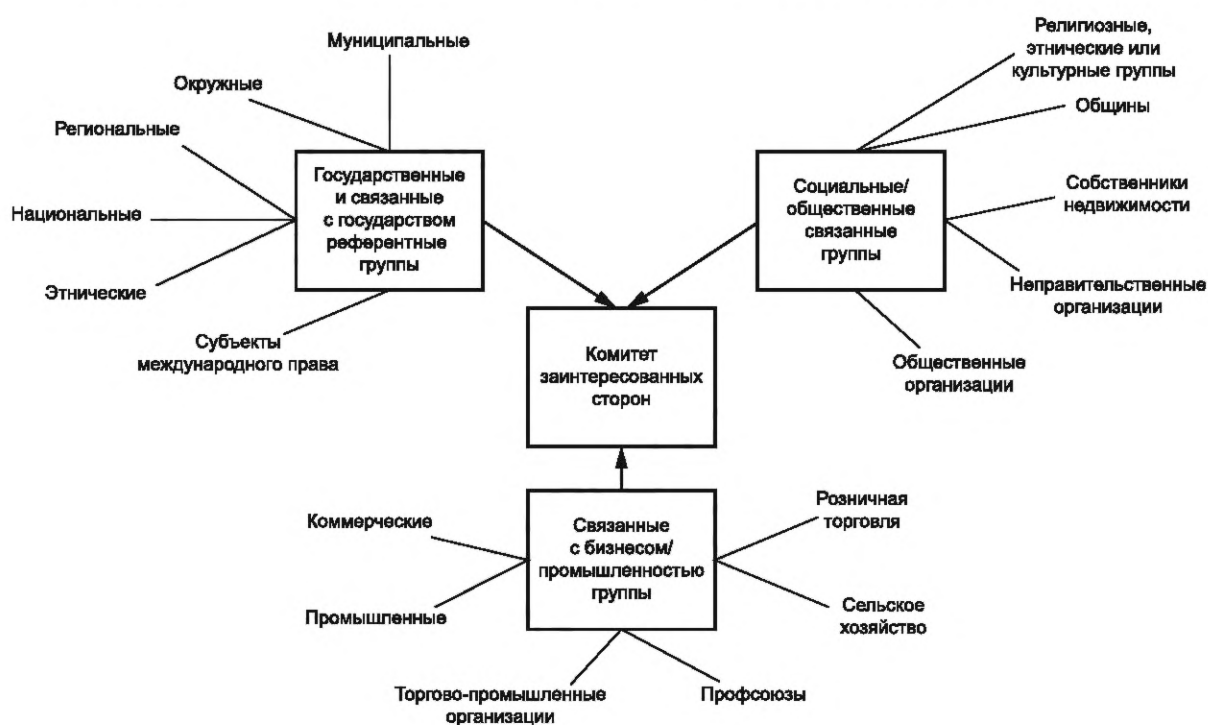 Муниципальные
Окружные
Региональные
Национальные
Этнические
Субъекты
международного права
Государственные
и связанные
с государством
референтные
группы
Религиозные,
этнические или
культурные группы
Общины
Собственники
недвижимости
Неправительственные
организации
Общественные
организации
Социальные/
общественные
связанные
группы
Комитет
заинтересованных
сторон
Коммерческие
Промышленные
Торгово-промышленные
организации
Профсоюзы
Связанные
с бизнесом/
промышленностью
группы
Розничная
торговля
Сельское
хозяйство